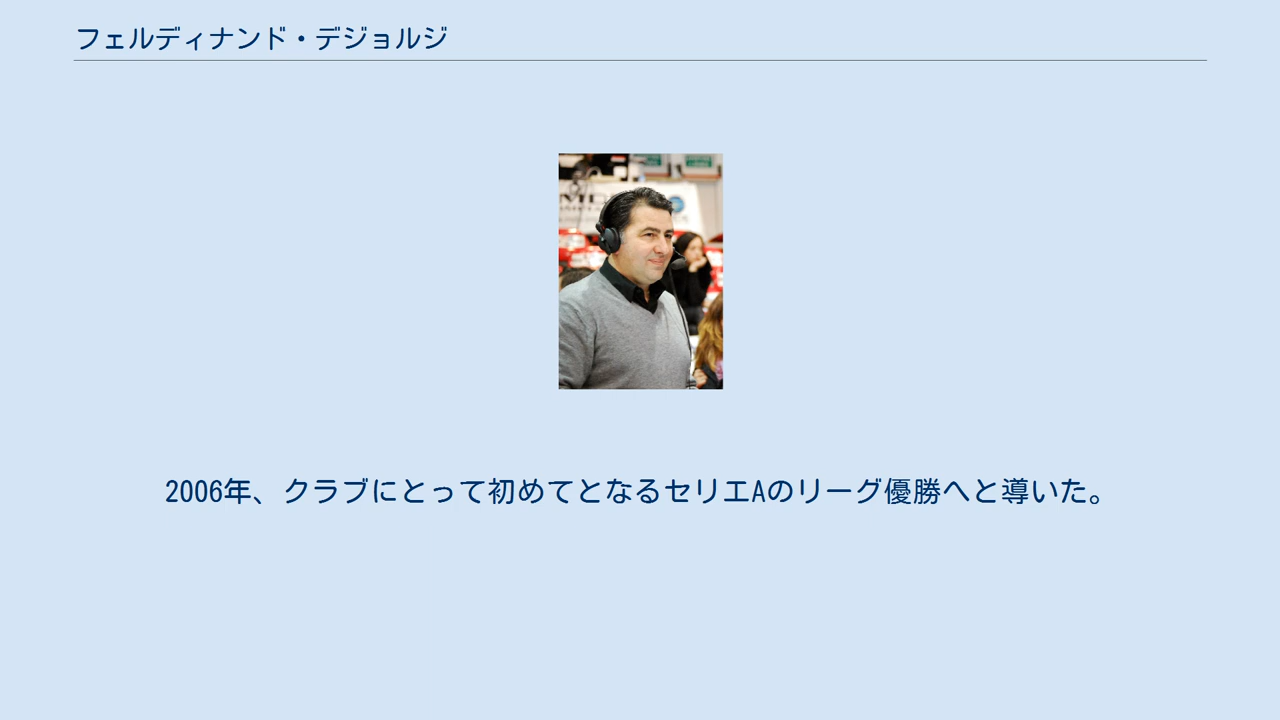 フェルディナンド・デジョルジ
2006年、クラブにとって初めてとなるセリエAのリーグ優勝へと導いた。